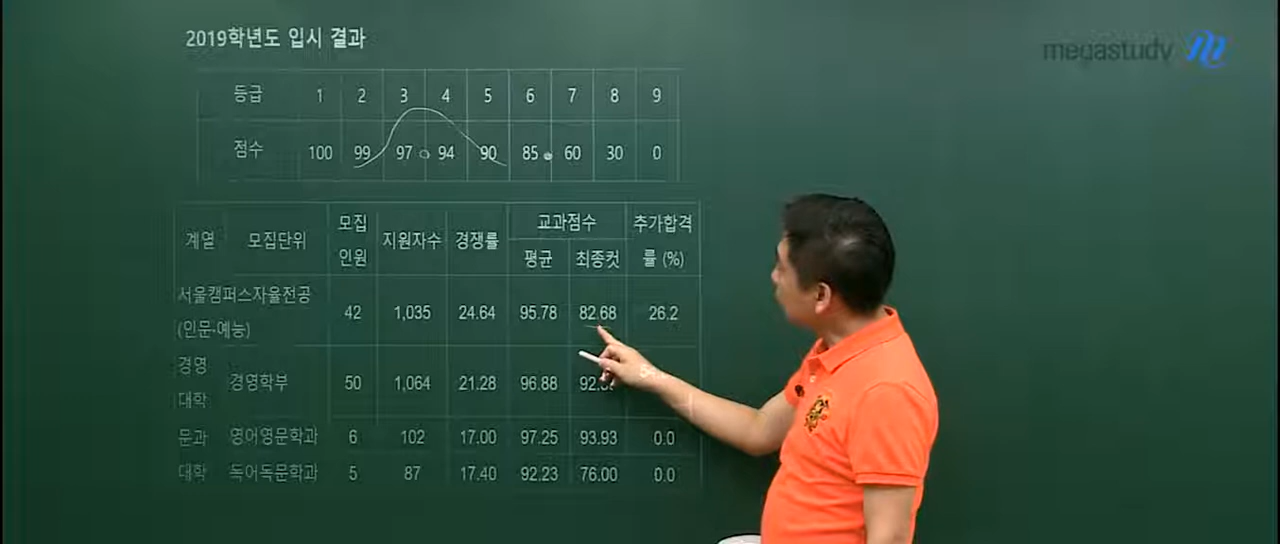 2019학년도 입시 결과
megastudy
등급 1 2 3 4 5 6 7 8 9
점수 100 99 97 94 90 85 60 30 0
계열 모집단위 모집인원 지원자수 경쟁률 교과점수 추가합격률 (%)
평균 최종컷
서울캠퍼스자율전공 (인문·예능) 42 1,035 24.64 95.78 82.68 26.2
경영대학 경영학부 50 1,064 21.28 96.88
문과대학 영어영문학과 6 102 17.00 97.25 93.93 0.0
독어독문학과 5 87 17.40 92.23 76.00 0.0